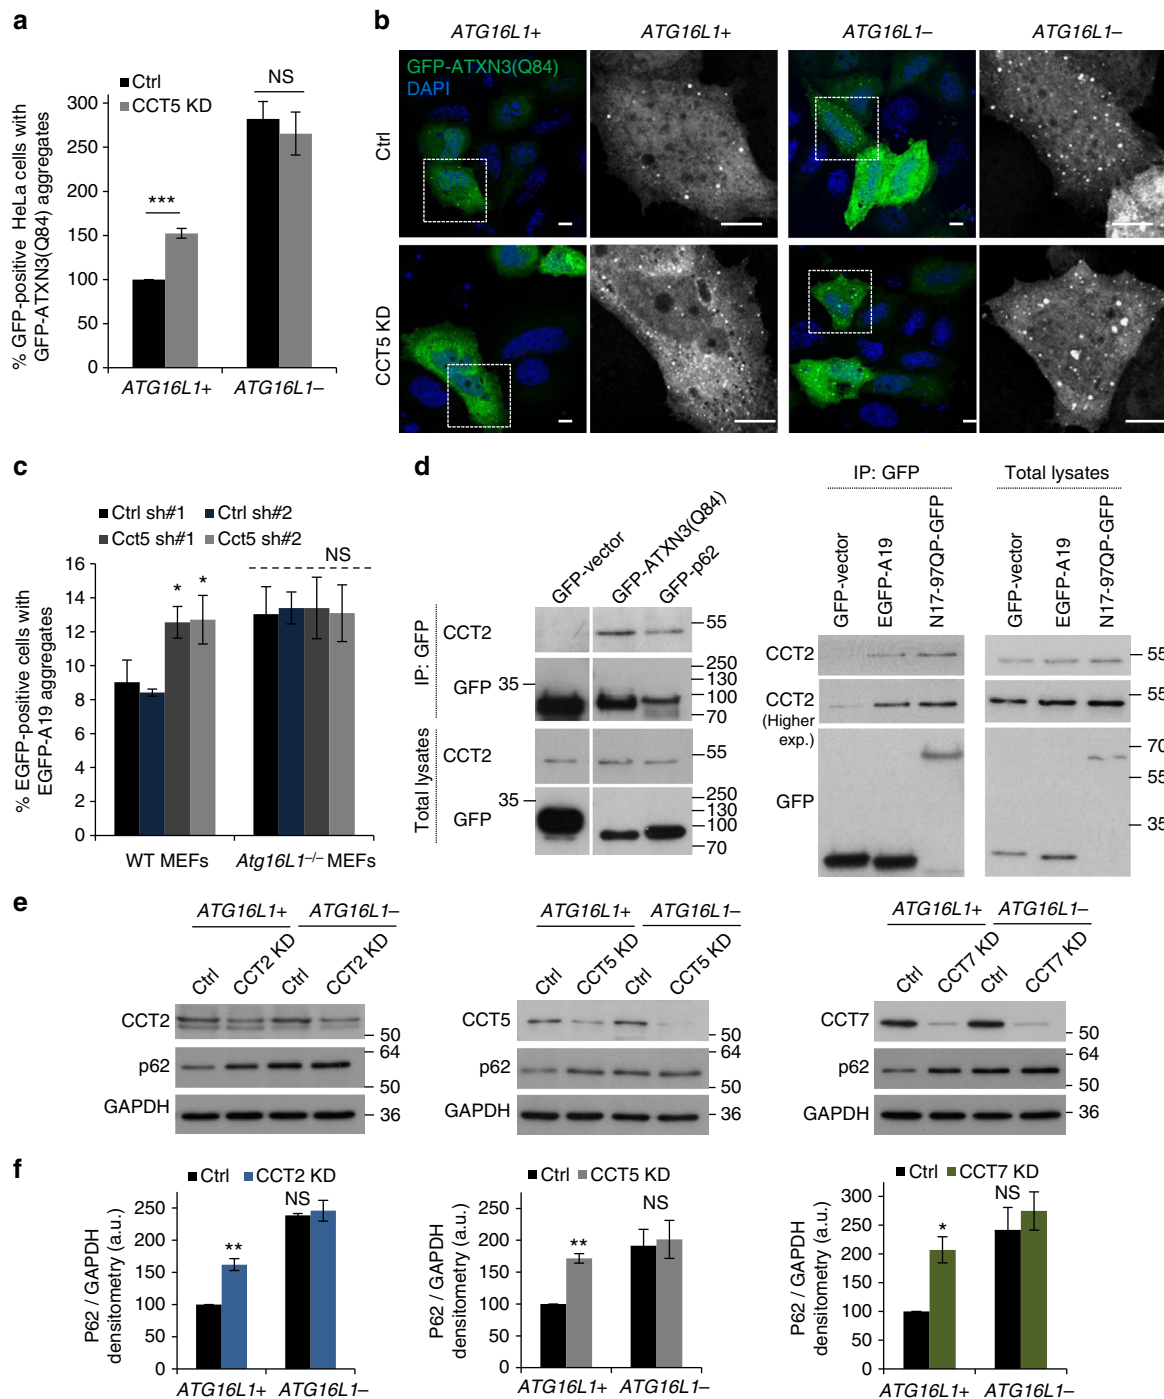 a
Ctrl
CCT5 KD
% GFP-positive HeLa cells with
GFP-ATXN3(Q84) aggregates
300
250
200
150
100
50
0
***
NS
ATG16L1+
ATG16L1–
b
ATG16L1+
ATG16L1+
ATG16L1–
ATG16L1–
GFP-ATXN3(Q84)
DAPI
Ctrl
CCT5 KD
c
Ctrl sh#1
Ctrl sh#2
Cct5 sh#1
Cct5 sh#2
% EGFP-positive cells with
EGFP-A19 aggregates
16
14
12
10
8
6
4
2
0
*
*
NS
WT MEFs
Atg16L1–/– MEFs
d
GFP-vector
GFP-ATXN3(Q84)
GFP-p62
IP: GFP
CCT2
55
GFP
35
250
130
100
70
Total lysates
CCT2
55
GFP
35
250
130
100
70
IP: GFP
Total lysates
GFP-vector
EGFP-A19
N17-97QP-GFP
GFP-vector
EGFP-A19
N17-97QP-GFP
CCT2
55
CCT2
(Higher
exp.)
55
GFP
70
55
35
e
ATG16L1+
ATG16L1–
Ctrl
CCT2 KD
Ctrl
CCT2 KD
CCT2
50
p62
64
50
GAPDH
36
ATG16L1+
ATG16L1–
Ctrl
CCT5 KD
Ctrl
CCT5 KD
CCT5
50
p62
64
50
GAPDH
36
ATG16L1+
ATG16L1–
Ctrl
CCT7 KD
Ctrl
CCT7 KD
CCT7
50
p62
64
50
GAPDH
36
f
Ctrl
CCT2 KD
P62 / GAPDH
densitometry (a.u.)
250
200
150
100
50
0
**
NS
ATG16L1+
ATG16L1–
Ctrl
CCT5 KD
P62 / GAPDH
densitometry (a.u.)
250
200
150
100
50
0
**
NS
ATG16L1+
ATG16L1–
Ctrl
CCT7 KD
P62 / GAPDH
densitometry (a.u.)
300
250
200
150
100
50
0
*
NS
ATG16L1+
ATG16L1–